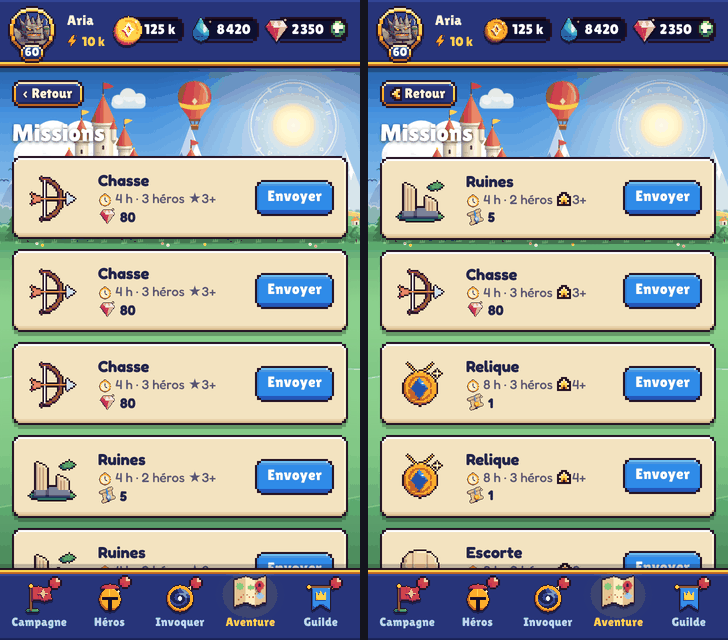 Aria
10 k
125 k
8420
2350
60
‹ Retour
Missions
Chasse
4 h · 3 héros ★3+
80
Envoyer
Chasse
4 h · 3 héros ★3+
80
Envoyer
Chasse
4 h · 3 héros ★3+
80
Envoyer
Ruines
4 h · 2 héros ★3+
5
Envoyer
Ruines
Campagne
Héros
Invoquer
Aventure
Guilde
Aria
10 k
125 k
8420
2350
60
Retour
Missions
Ruines
4 h · 2 héros 3+
5
Envoyer
Chasse
4 h · 3 héros 3+
80
Envoyer
Relique
8 h · 3 héros 4+
1
Envoyer
Relique
8 h · 3 héros 4+
1
Envoyer
Escorte
Campagne
Héros
Invoquer
Aventure
Guilde